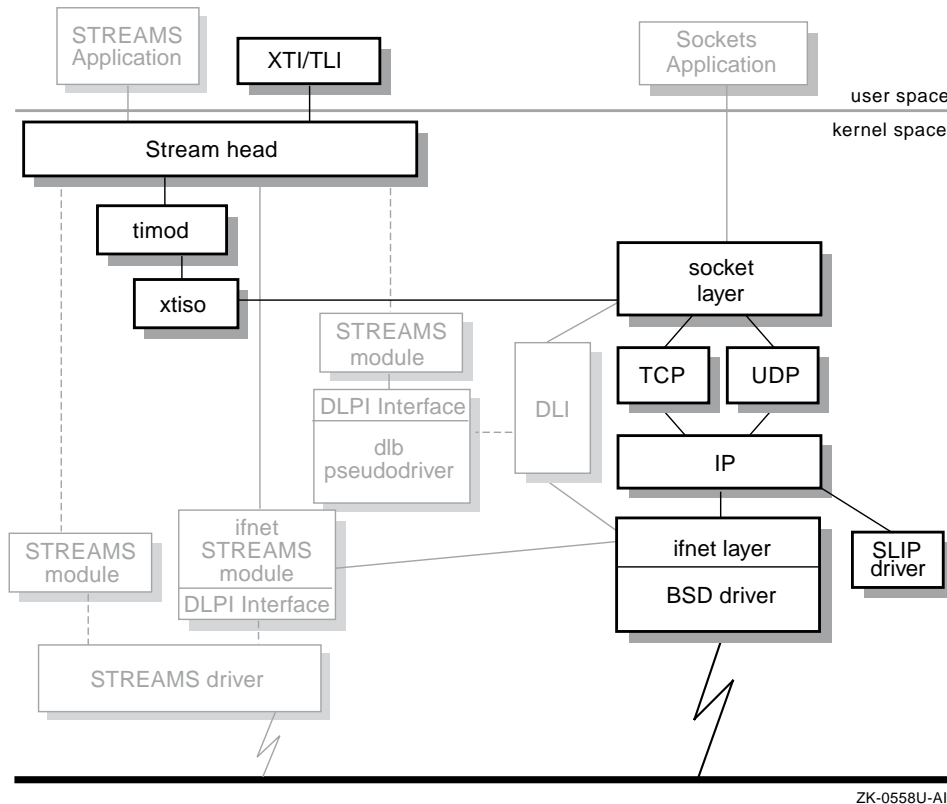 STREAMS
Application
XTI/TLI
Sockets
Application
user space
kernel space
Stream head
timod
xtiso
socket
layer
STREAMS
module
TCP
UDP
DLPI Interface
dlb
pseudodriver
DLI
IP
ifnet
STREAMS
module
DLPI Interface
STREAMS
module
ifnet layer
BSD driver
SLIP
driver
STREAMS driver
ZK-0558U-AI